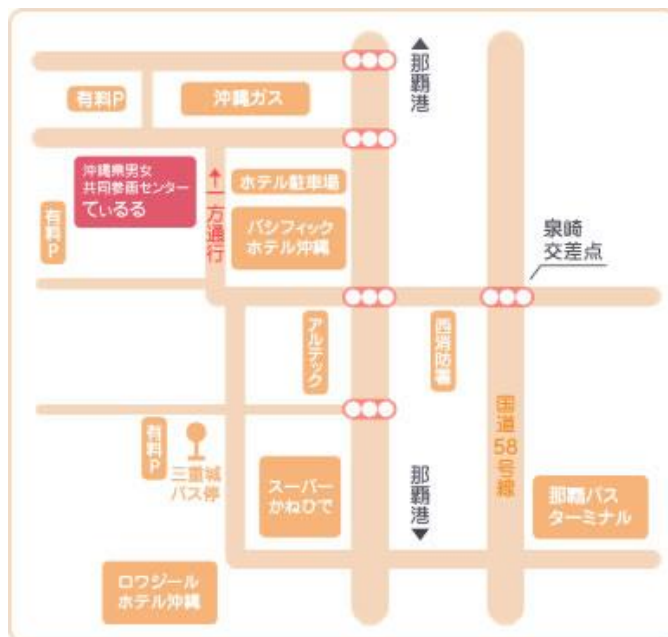 ▲那覇港
有料P
沖縄ガス
沖縄県男女
共同参画センター
ているる
↑一方通行
ホテル駐車場
有料P
パシフィック
ホテル沖縄
泉崎
交差点
アルテック
西消防署
国道58号線
有料P
三重城
バス停
スーパー
かねひで
那覇港▼
那覇バス
ターミナル
ロワジール
ホテル沖縄